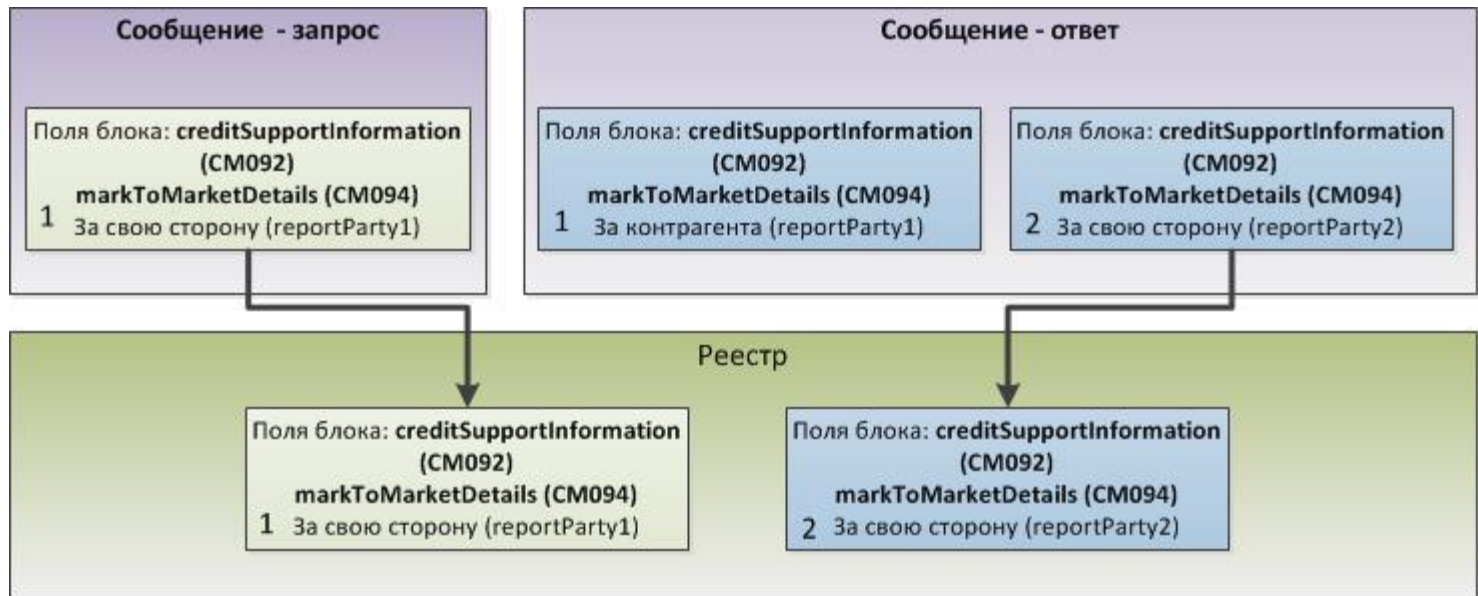 Сообщение - запрос
Поля блока: creditSupportInformation
(CM092)
markToMarketDetails (CM094)
1 За свою сторону (reportParty1)
Сообщение - ответ
Поля блока: creditSupportInformation
(CM092)
markToMarketDetails (CM094)
1 За контрагента (reportParty1)
Поля блока: creditSupportInformation
(CM092)
markToMarketDetails (CM094)
2 За свою сторону (reportParty2)
Реестр
Поля блока: creditSupportInformation
(CM092)
markToMarketDetails (CM094)
1 За свою сторону (reportParty1)
Поля блока: creditSupportInformation
(CM092)
markToMarketDetails (CM094)
2 За свою сторону (reportParty2)